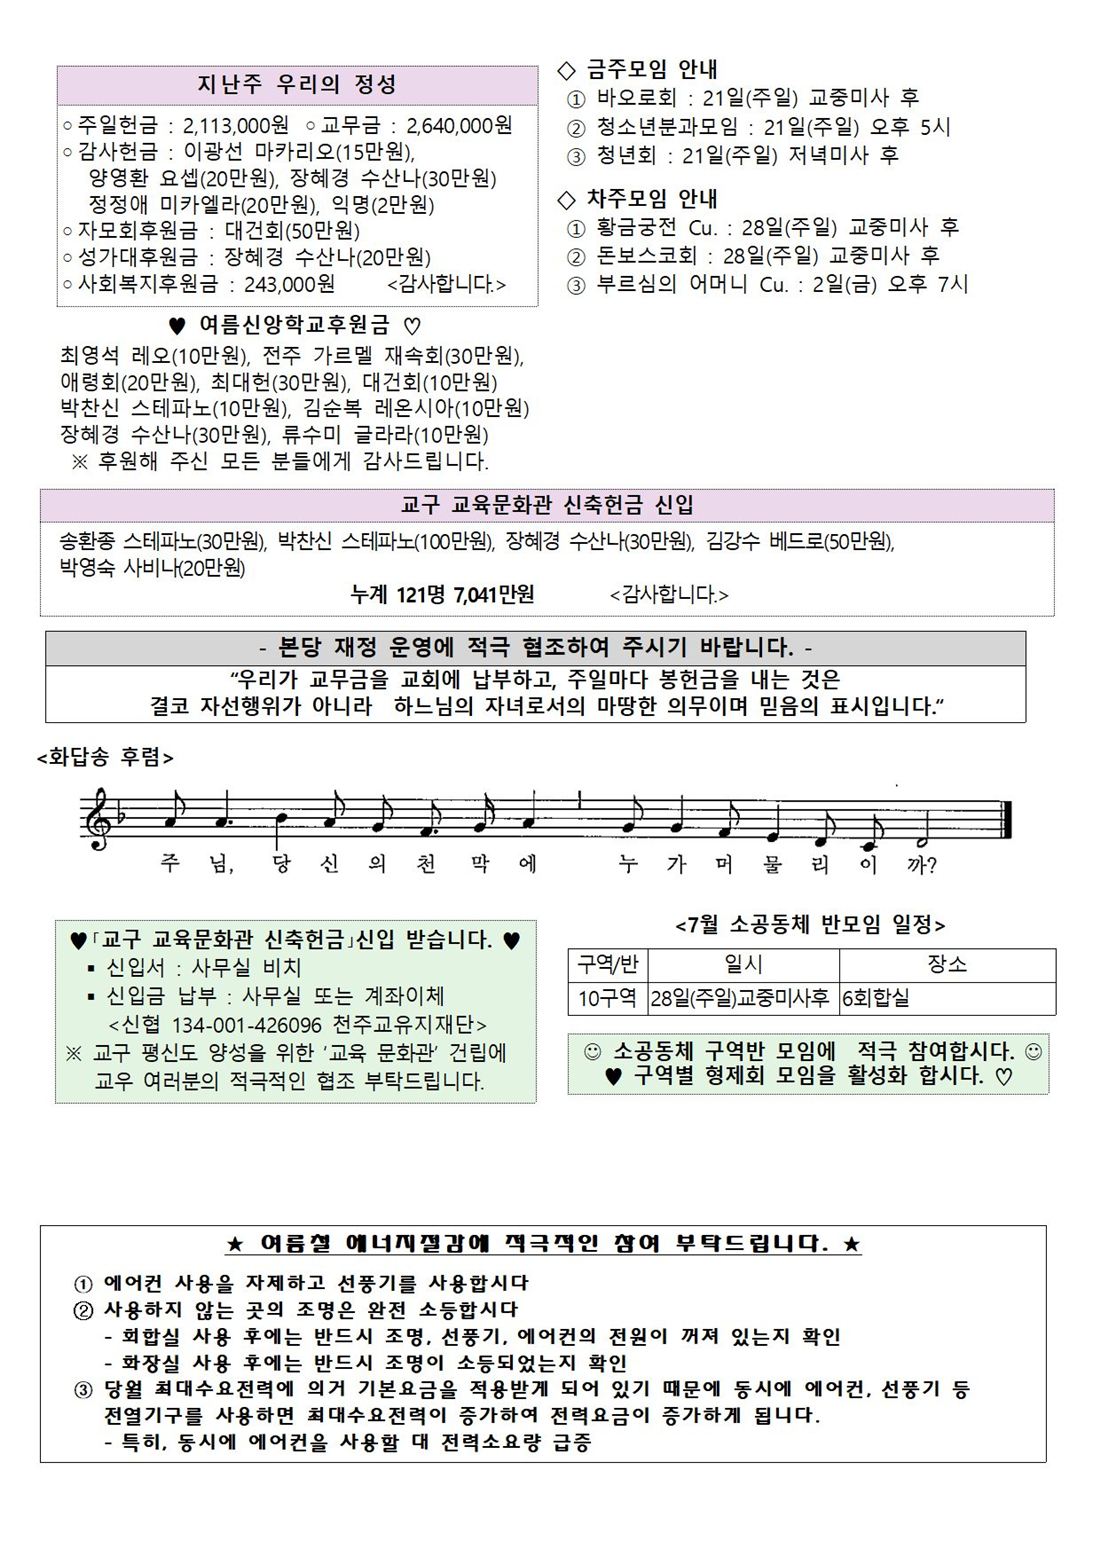 지난주 우리의 정성
○ 주일헌금 : 2,113,000원 ○ 교무금 : 2,640,000원
○ 감사헌금 : 이광선 마카리오(15만원),
양영환 요셉(20만원), 장혜경 수산나(30만원)
정정애 미카엘라(20만원), 익명(2만원)
○ 자모회후원금 : 대건회(50만원)
○ 성가대후원금 : 장혜경 수산나(20만원)
○ 사회복지후원금 : 243,000원 <감사합니다.>
♥ 여름신앙학교후원금 ♡
최영석 레오(10만원), 전주 가르멜 재속회(30만원),
애령회(20만원), 최대헌(30만원), 대건회(10만원)
박찬신 스테파노(10만원), 김순복 레온시아(10만원)
장혜경 수산나(30만원), 류수미 글라라(10만원)
※ 후원해 주신 모든 분들에게 감사드립니다.
◇ 금주모임 안내
① 바오로회 : 21일(주일) 교중미사 후
② 청소년분과모임 : 21일(주일) 오후 5시
③ 청년회 : 21일(주일) 저녁미사 후
◇ 차주모임 안내
① 황금궁전 Cu. : 28일(주일) 교중미사 후
② 돈보스코회 : 28일(주일) 교중미사 후
③ 부르심의 어머니 Cu. : 2일(금) 오후 7시
교구 교육문화관 신축헌금 신입
송환종 스테파노(30만원), 박찬신 스테파노(100만원), 장혜경 수산나(30만원), 김강수 베드로(50만원),
박영숙 사비나(20만원)
누계 121명 7,041만원 <감사합니다.>
- 본당 재정 운영에 적극 협조하여 주시기 바랍니다. -
“우리가 교무금을 교회에 납부하고, 주일마다 봉헌금을 내는 것은
결코 자선행위가 아니라 하느님의 자녀로서의 마땅한 의무이며 믿음의 표시입니다.“
<화답송 후렴>
주 님, 당 신 의 천 막 에 누 가 머 물 리 이 까?
♥「교구 교육문화관 신축헌금」신입 받습니다. ♥
▪ 신입서 : 사무실 비치
▪ 신입금 납부 : 사무실 또는 계좌이체
<신협 134-001-426096 천주교유지재단>
※ 교구 평신도 양성을 위한 ‘교육 문화관’ 건립에
교우 여러분의 적극적인 협조 부탁드립니다.
<7월 소공동체 반모임 일정>
구역/반 일시 장소
10구역 28일(주일)교중미사후 6회합실
☺ 소공동체 구역반 모임에 적극 참여합시다. ☺
♥ 구역별 형제회 모임을 활성화 합시다. ♡
★ 여름철 에너지절감에 적극적인 참여 부탁드립니다. ★
① 에어컨 사용을 자제하고 선풍기를 사용합시다
② 사용하지 않는 곳의 조명은 완전 소등합시다
- 회합실 사용 후에는 반드시 조명, 선풍기, 에어컨의 전원이 꺼져 있는지 확인
- 화장실 사용 후에는 반드시 조명이 소등되었는지 확인
③ 당월 최대수요전력에 의거 기본요금을 적용받게 되어 있기 때문에 동시에 에어컨, 선풍기 등
전열기구를 사용하면 최대수요전력이 증가하여 전력요금이 증가하게 됩니다.
- 특히, 동시에 에어컨을 사용할 대 전력소요량 급증